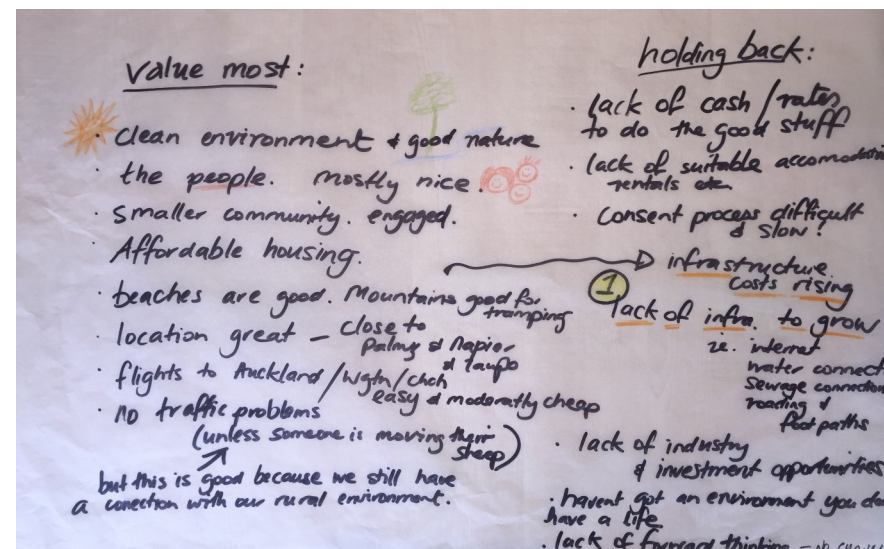 Value most:
· Clean environment & good nature
· the people. mostly nice.
· Smaller community. engaged.
· Affordable housing.
· beaches are good. Mountains good for
tramping
· location great – close to
Palmy & Napier
& taupo
· flights to Auckland/Wgtn/chch
easy & moderatly cheap
· no traffic problems
(unless someone is moving their
sheep)
but this is good because we still have
a conection with our rural environment.
holding back:
· lack of cash/rates
to do the good stuff
· lack of suitable accomodatio
rentals etc
· Consent process difficult
& slow!
infrastructure
costs rising
1
lack of infra. to grow
ie. internet
water connect
Sewage connection
roading &
foot paths
· lack of industry
& investment opportunities
· havent got an environment you
have a life
· lack of forward thinking –